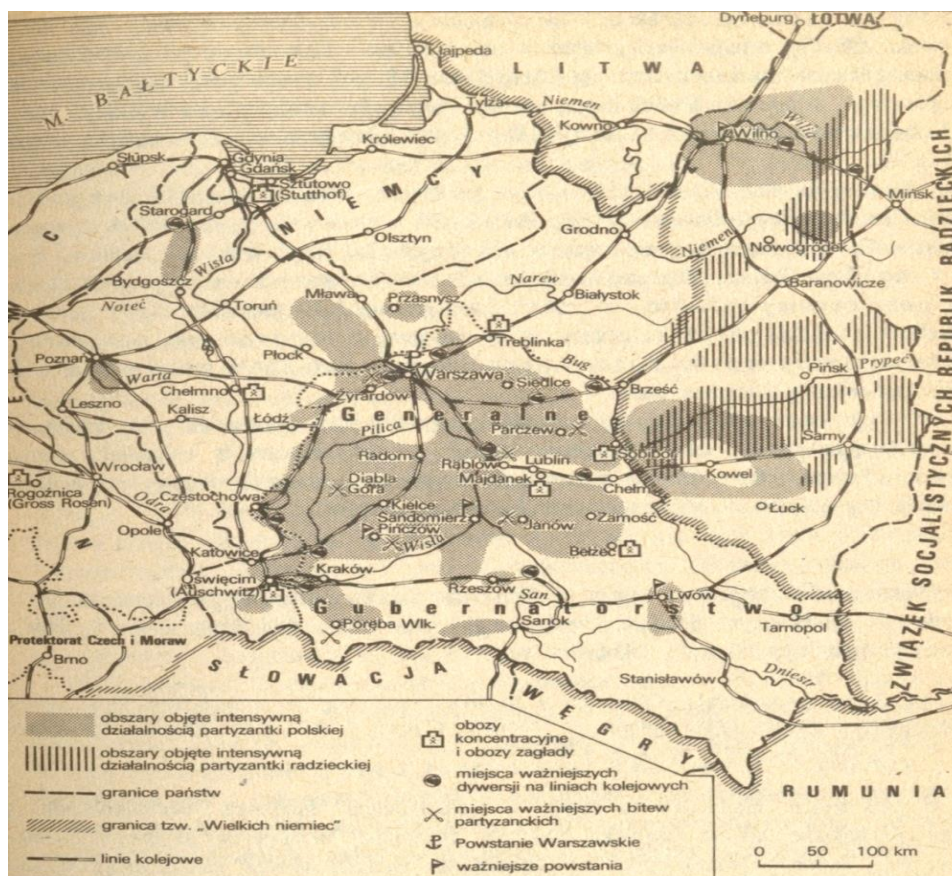 Dyneburg
ŁOTWA
Kłajpeda
LITWA
M. BAŁTYCKIE
Tylża
Niemen
Kowno
Wilno
Wilia
Królewiec
Słupsk
Gdynia
Gdańsk
Sztutowo
(Stutthof)
NIEMCY
Mińsk
Starogard
Olsztyn
Grodno
Niemen
Nowogródek
Wisła
Bydgoszcz
Narew
Białystok
Baranowicze
Noteć
Toruń
Mława
Przasnysz
Treblinka
Płock
Bug
Poznań
Warta
Chełmno
Warszawa
Siedlce
Brześć
Pińsk
Prypeć
Żyrardów
Leszno
Kalisz
Łódź
Generalne
Pilica
Parczew
Sobibór
Sarny
Wrocław
Radom
Rąblów
Lublin
Majdanek
Chełm
Kowel
Rogoźnica
(Gross Rosen)
Odra
Częstochowa
Diabla
Góra
Kielce
Sandomierz
Janów
Zamość
Łuck
Opole
Pińczów
Wisła
Bełżec
Katowice
Oświęcim
(Auschwitz)
Kraków
Rzeszów
San
Lwów
Gubernatorstwo
Tarnopol
Poręba Wlk.
Sanok
Protektorat Czech i Moraw
Brno
SŁOWACJA
Stanisławów
Dniestr
WĘGRY
RUMUNIA
ZWIĄZEK SOCJALISTYCZNYCH REPUBLIK RADZIECKICH
obszary objęte intensywną
działalnością partyzantki polskiej
obszary objęte intensywną
działalnością partyzantki radzieckiej
granice państw
granica tzw. „Wielkich niemiec"
linie kolejowe
obozy
koncentracyjne
i obozy zagłady
miejsca ważniejszych
dywersji na liniach kolejowych
miejsca ważniejszych bitew
partyzanckich
Powstanie Warszawskie
ważniejsze powstania
0 50 100 km